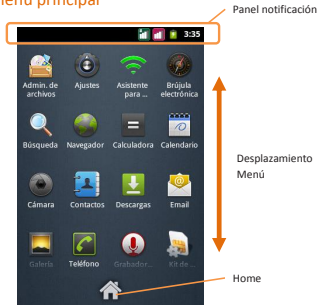 Menú principal
Panel notificación
3:35
Admin. de archivos
Ajustes
Asistente para ...
Brújula electrónica
Búsqueda
Navegador
Calculadora
Calendario
Desplazamiento
Menú
Cámara
Contactos
Descargas
Email
Galería
Teléfono
Grabador...
Kit de ...
Home